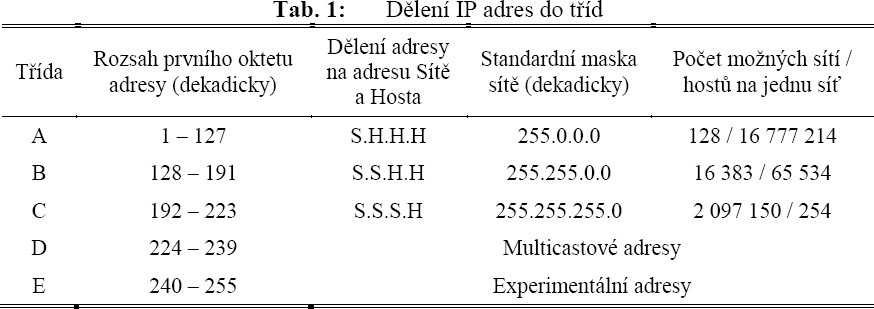 Tab. 1: Dělení IP adres do tříd
Třída Rozsah prvního oktetu adresy (dekadicky) Dělení adresy na adresu Sítě a Hosta Standardní maska sítě (dekadicky) Počet možných sítí / hostů na jednu síť
A 1 – 127 S.H.H.H 255.0.0.0 128 / 16 777 214
B 128 – 191 S.S.H.H 255.255.0.0 16 383 / 65 534
C 192 – 223 S.S.S.H 255.255.255.0 2 097 150 / 254
D 224 – 239 Multicastové adresy
E 240 – 255 Experimentální adresy